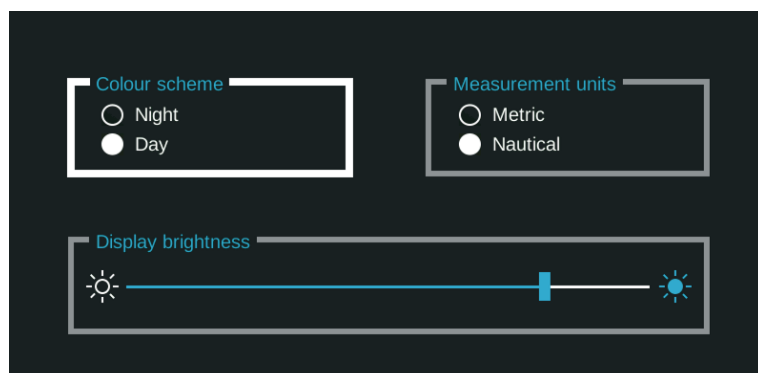 Colour scheme
Night
Day
Measurement units
Metric
Nautical
Display brightness